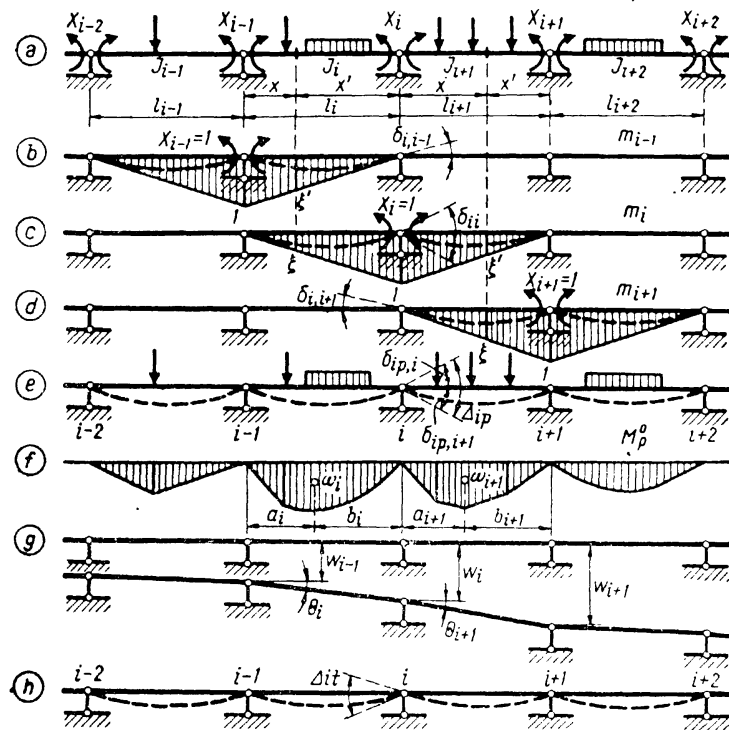 X_{i-2} X_{i-1} X_i X_{i+1} X_{i+2}
a J_{i-1} J_i J_{i+1} J_{i+2}
x x' x x'
l_{i-1} l_i l_{i+1} l_{i+2}
b X_{i-1}=1 δ_{i,i-1} m_{i-1}
1 ξ'
c X_i=1 δ_{ii} m_i
ξ 1 ξ'
d δ_{i,i+1} X_{i+1}=1 m_{i+1}
ξ 1
e δ_{ip,i} Δ_{ip}
i-2 i-1 i δ_{ip,i+1} i+1 M_p^0 i+2
f ω_i ω_{i+1}
a_i b_i a_{i+1} b_{i+1}
g w_{i-1} w_i w_{i+1}
θ_i θ_{i+1}
h i-2 i-1 Δit i i+1 i+2